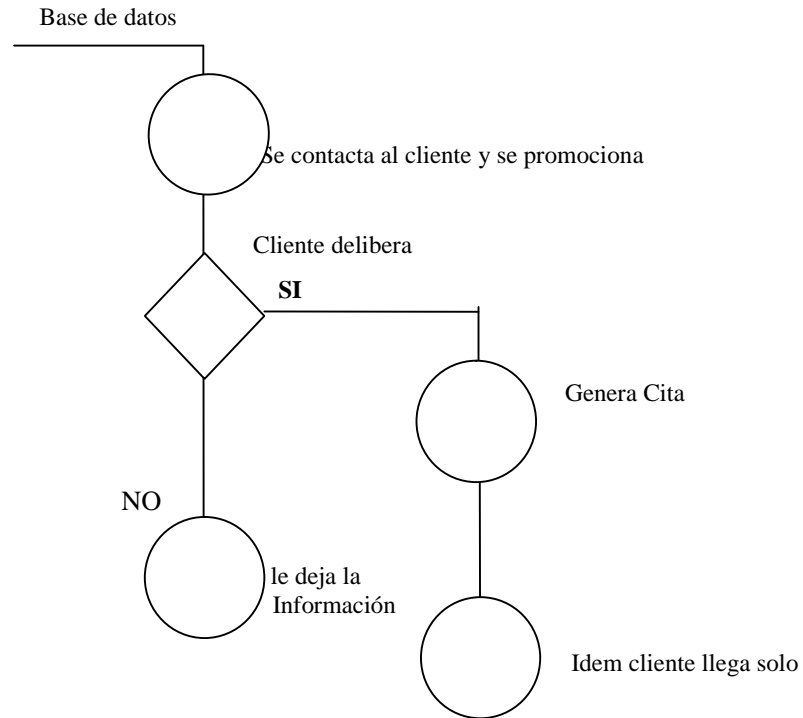 Base de datos
Se contacta al cliente y se promociona
Cliente delibera
SI
Genera Cita
NO
le deja la
Información
Idem cliente llega solo